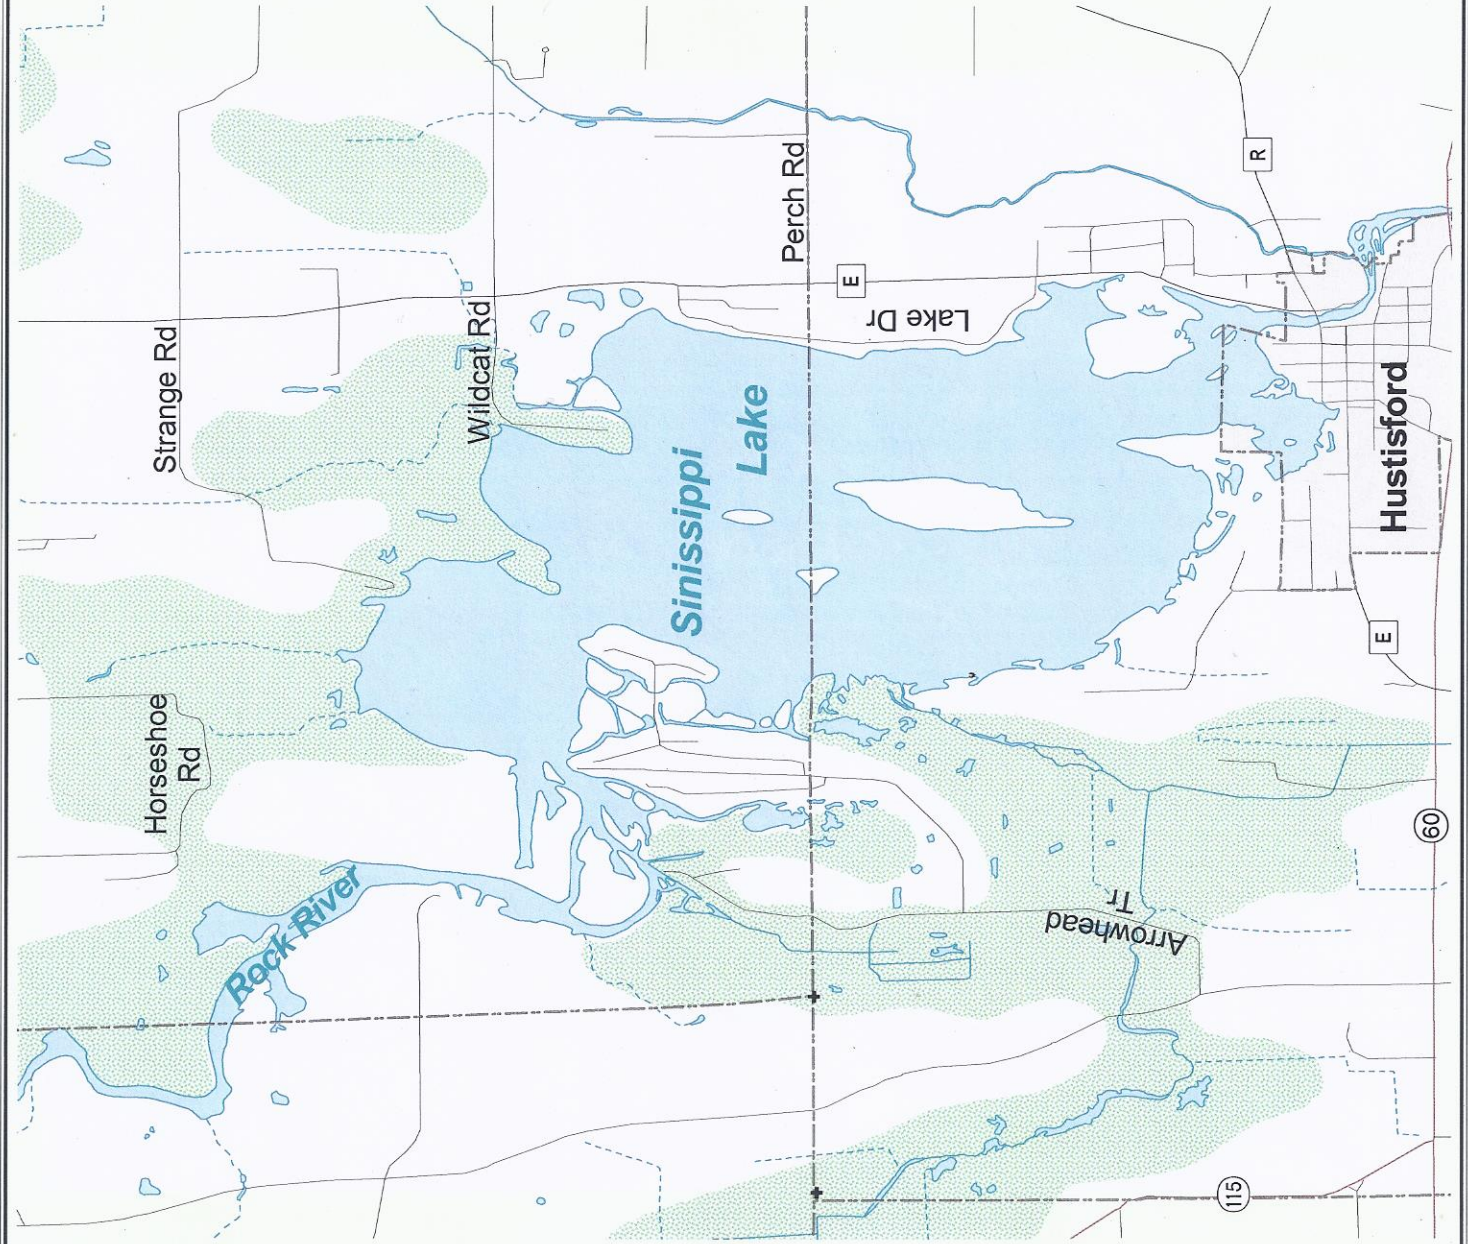 R
Perch Rd
E
Lake Dr
Strange Rd
Wildcat Rd
Sinissippi
Lake
Hustisford
E
Horseshoe
Rd
60
Rock River
Arrowhead
Tr
115